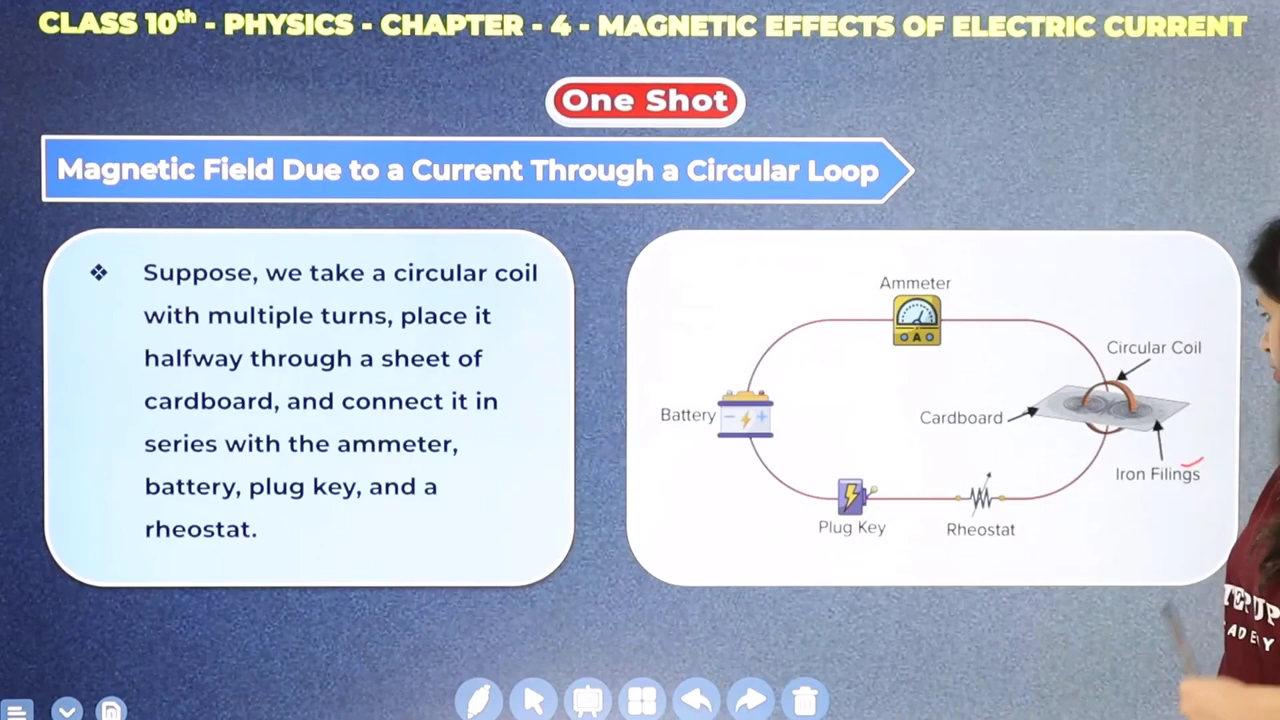 CLASS 10th - PHYSICS - CHAPTER - 4 - MAGNETIC EFFECTS OF ELECTRIC CURRENT
One Shot
Magnetic Field Due to a Current Through a Circular Loop
❖ Suppose, we take a circular coil
with multiple turns, place it
halfway through a sheet of
cardboard, and connect it in
series with the ammeter,
battery, plug key, and a
rheostat.
Ammeter
A
Circular Coil
Battery
Cardboard
Iron Filings
Plug Key
Rheostat